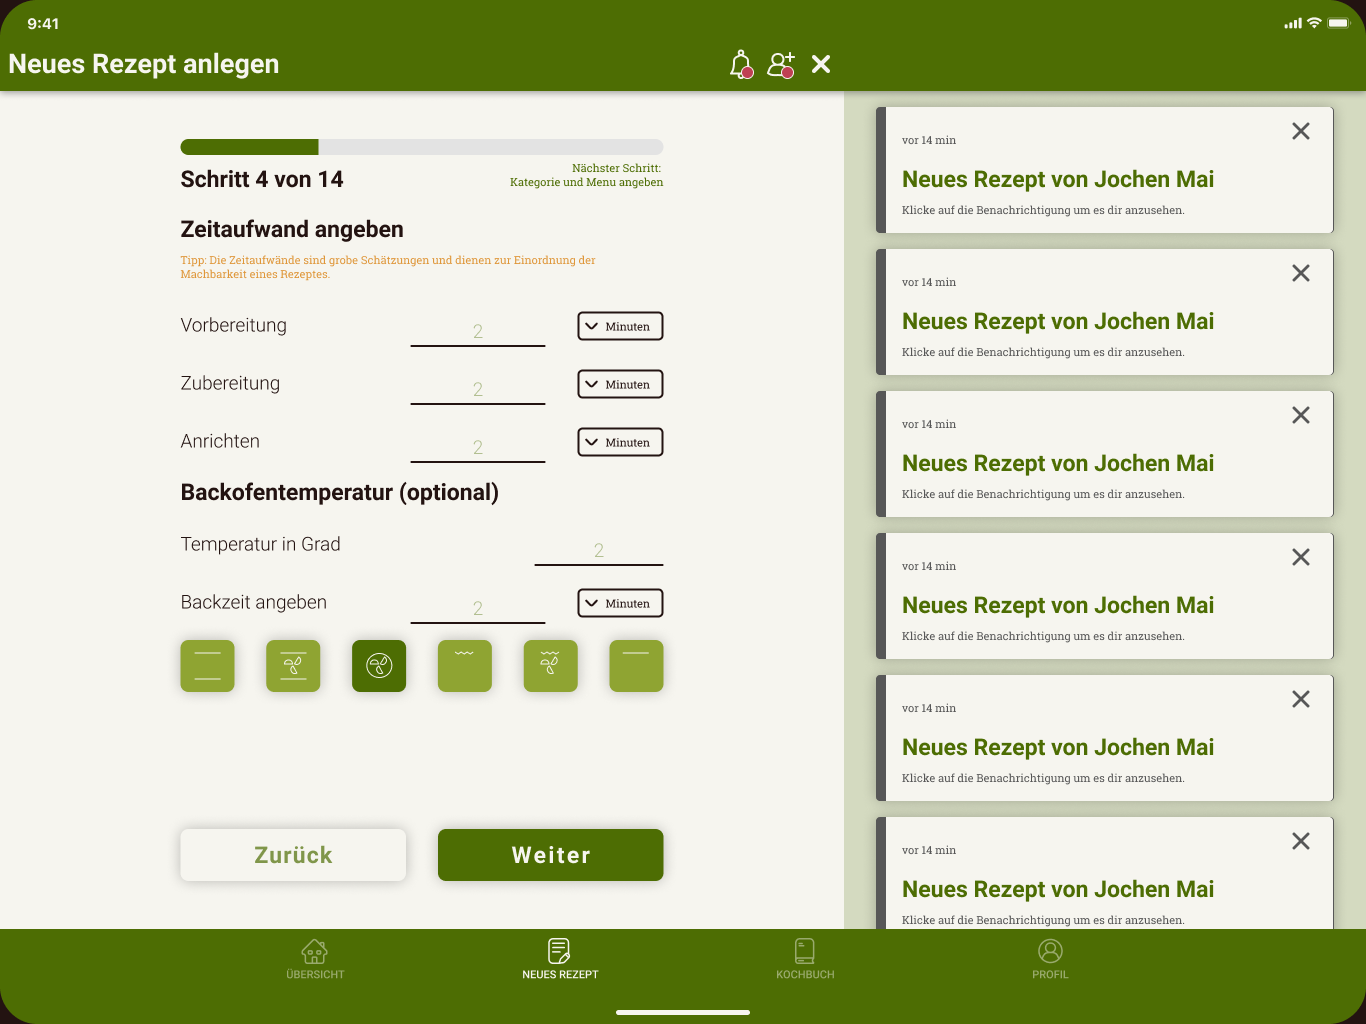 9:41
Neues Rezept anlegen
Schritt 4 von 14
Nächster Schritt:
Kategorie und Menu angeben
Zeitaufwand angeben
Tipp: Die Zeitaufwände sind grobe Schätzungen und dienen zur Einordnung der
Machbarkeit eines Rezeptes.
Vorbereitung 2 Minuten
Zubereitung 2 Minuten
Anrichten 2 Minuten
Backofentemperatur (optional)
Temperatur in Grad 2
Backzeit angeben 2 Minuten
Zurück Weiter
vor 14 min
Neues Rezept von Jochen Mai
Klicke auf die Benachrichtigung um es dir anzusehen.
vor 14 min
Neues Rezept von Jochen Mai
Klicke auf die Benachrichtigung um es dir anzusehen.
vor 14 min
Neues Rezept von Jochen Mai
Klicke auf die Benachrichtigung um es dir anzusehen.
vor 14 min
Neues Rezept von Jochen Mai
Klicke auf die Benachrichtigung um es dir anzusehen.
vor 14 min
Neues Rezept von Jochen Mai
Klicke auf die Benachrichtigung um es dir anzusehen.
vor 14 min
Neues Rezept von Jochen Mai
Klicke auf die Benachrichtigung um es dir anzusehen.
ÜBERSICHT NEUES REZEPT KOCHBUCH PROFIL